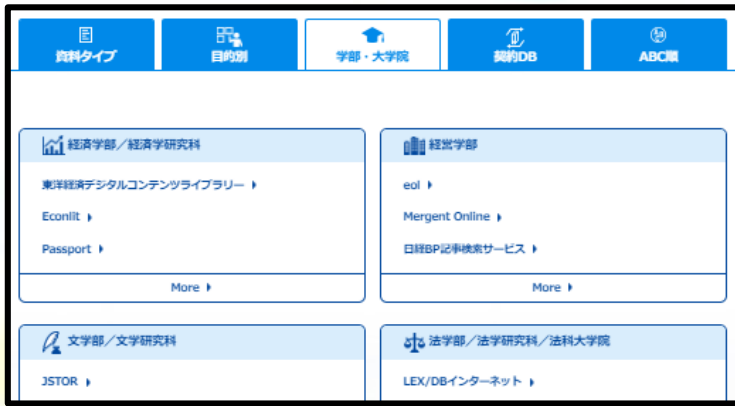 資料タイプ
目的別
学部・大学院
契約DB
ABC順
経済学部／経済学研究科
東洋経済デジタルコンテンツライブラリー
Econlit
Passport
More
経営学部
eol
Mergent Online
日経BP記事検索サービス
More
文学部／文学研究科
JSTOR
法学部／法学研究科／法科大学院
LEX/DBインターネット